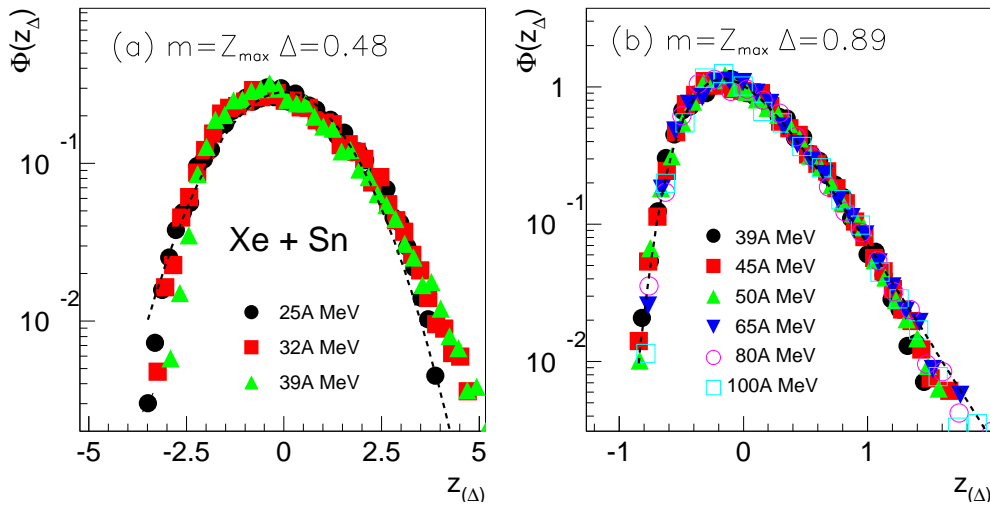 (a) m=Z_max Δ=0.48
Φ(z_Δ)
10^-1
10^-2
Xe + Sn
25A MeV
32A MeV
39A MeV
-5 -2.5 0 2.5 5
z_(Δ)
(b) m=Z_max Δ=0.89
Φ(z_Δ)
1
10^-1
10^-2
39A MeV
45A MeV
50A MeV
65A MeV
80A MeV
100A MeV
-1 0 1
z_(Δ)